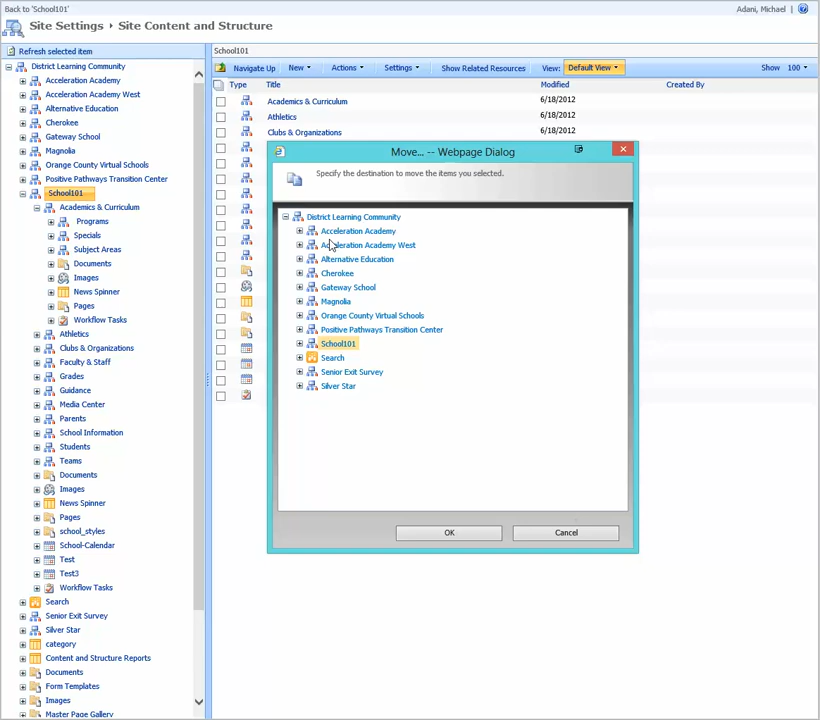 Back to 'School101'
Adani, Michael
Site Settings › Site Content and Structure
Refresh selected item
District Learning Community
Acceleration Academy
Acceleration Academy West
Alternative Education
Cherokee
Gateway School
Magnolia
Orange County Virtual Schools
Positive Pathways Transition Center
School101
Academics & Curriculum
Programs
Specials
Subject Areas
Documents
Images
News Spinner
Pages
Workflow Tasks
Athletics
Clubs & Organizations
Faculty & Staff
Grades
Guidance
Media Center
Parents
School Information
Students
Teams
Documents
Images
News Spinner
Pages
school_styles
School-Calendar
Test
Test3
Workflow Tasks
Search
Senior Exit Survey
Silver Star
category
Content and Structure Reports
Documents
Form Templates
Images
Master Page Gallery
School101
Navigate Up New Actions Settings Show Related Resources View: Default View Show 100
Type Title Modified Created By
Academics & Curriculum 6/18/2012
Athletics 6/18/2012
Clubs & Organizations 6/18/2012
Move... -- Webpage Dialog
Specify the destination to move the items you selected.
District Learning Community
Acceleration Academy
Acceleration Academy West
Alternative Education
Cherokee
Gateway School
Magnolia
Orange County Virtual Schools
Positive Pathways Transition Center
School101
Search
Senior Exit Survey
Silver Star
OK Cancel